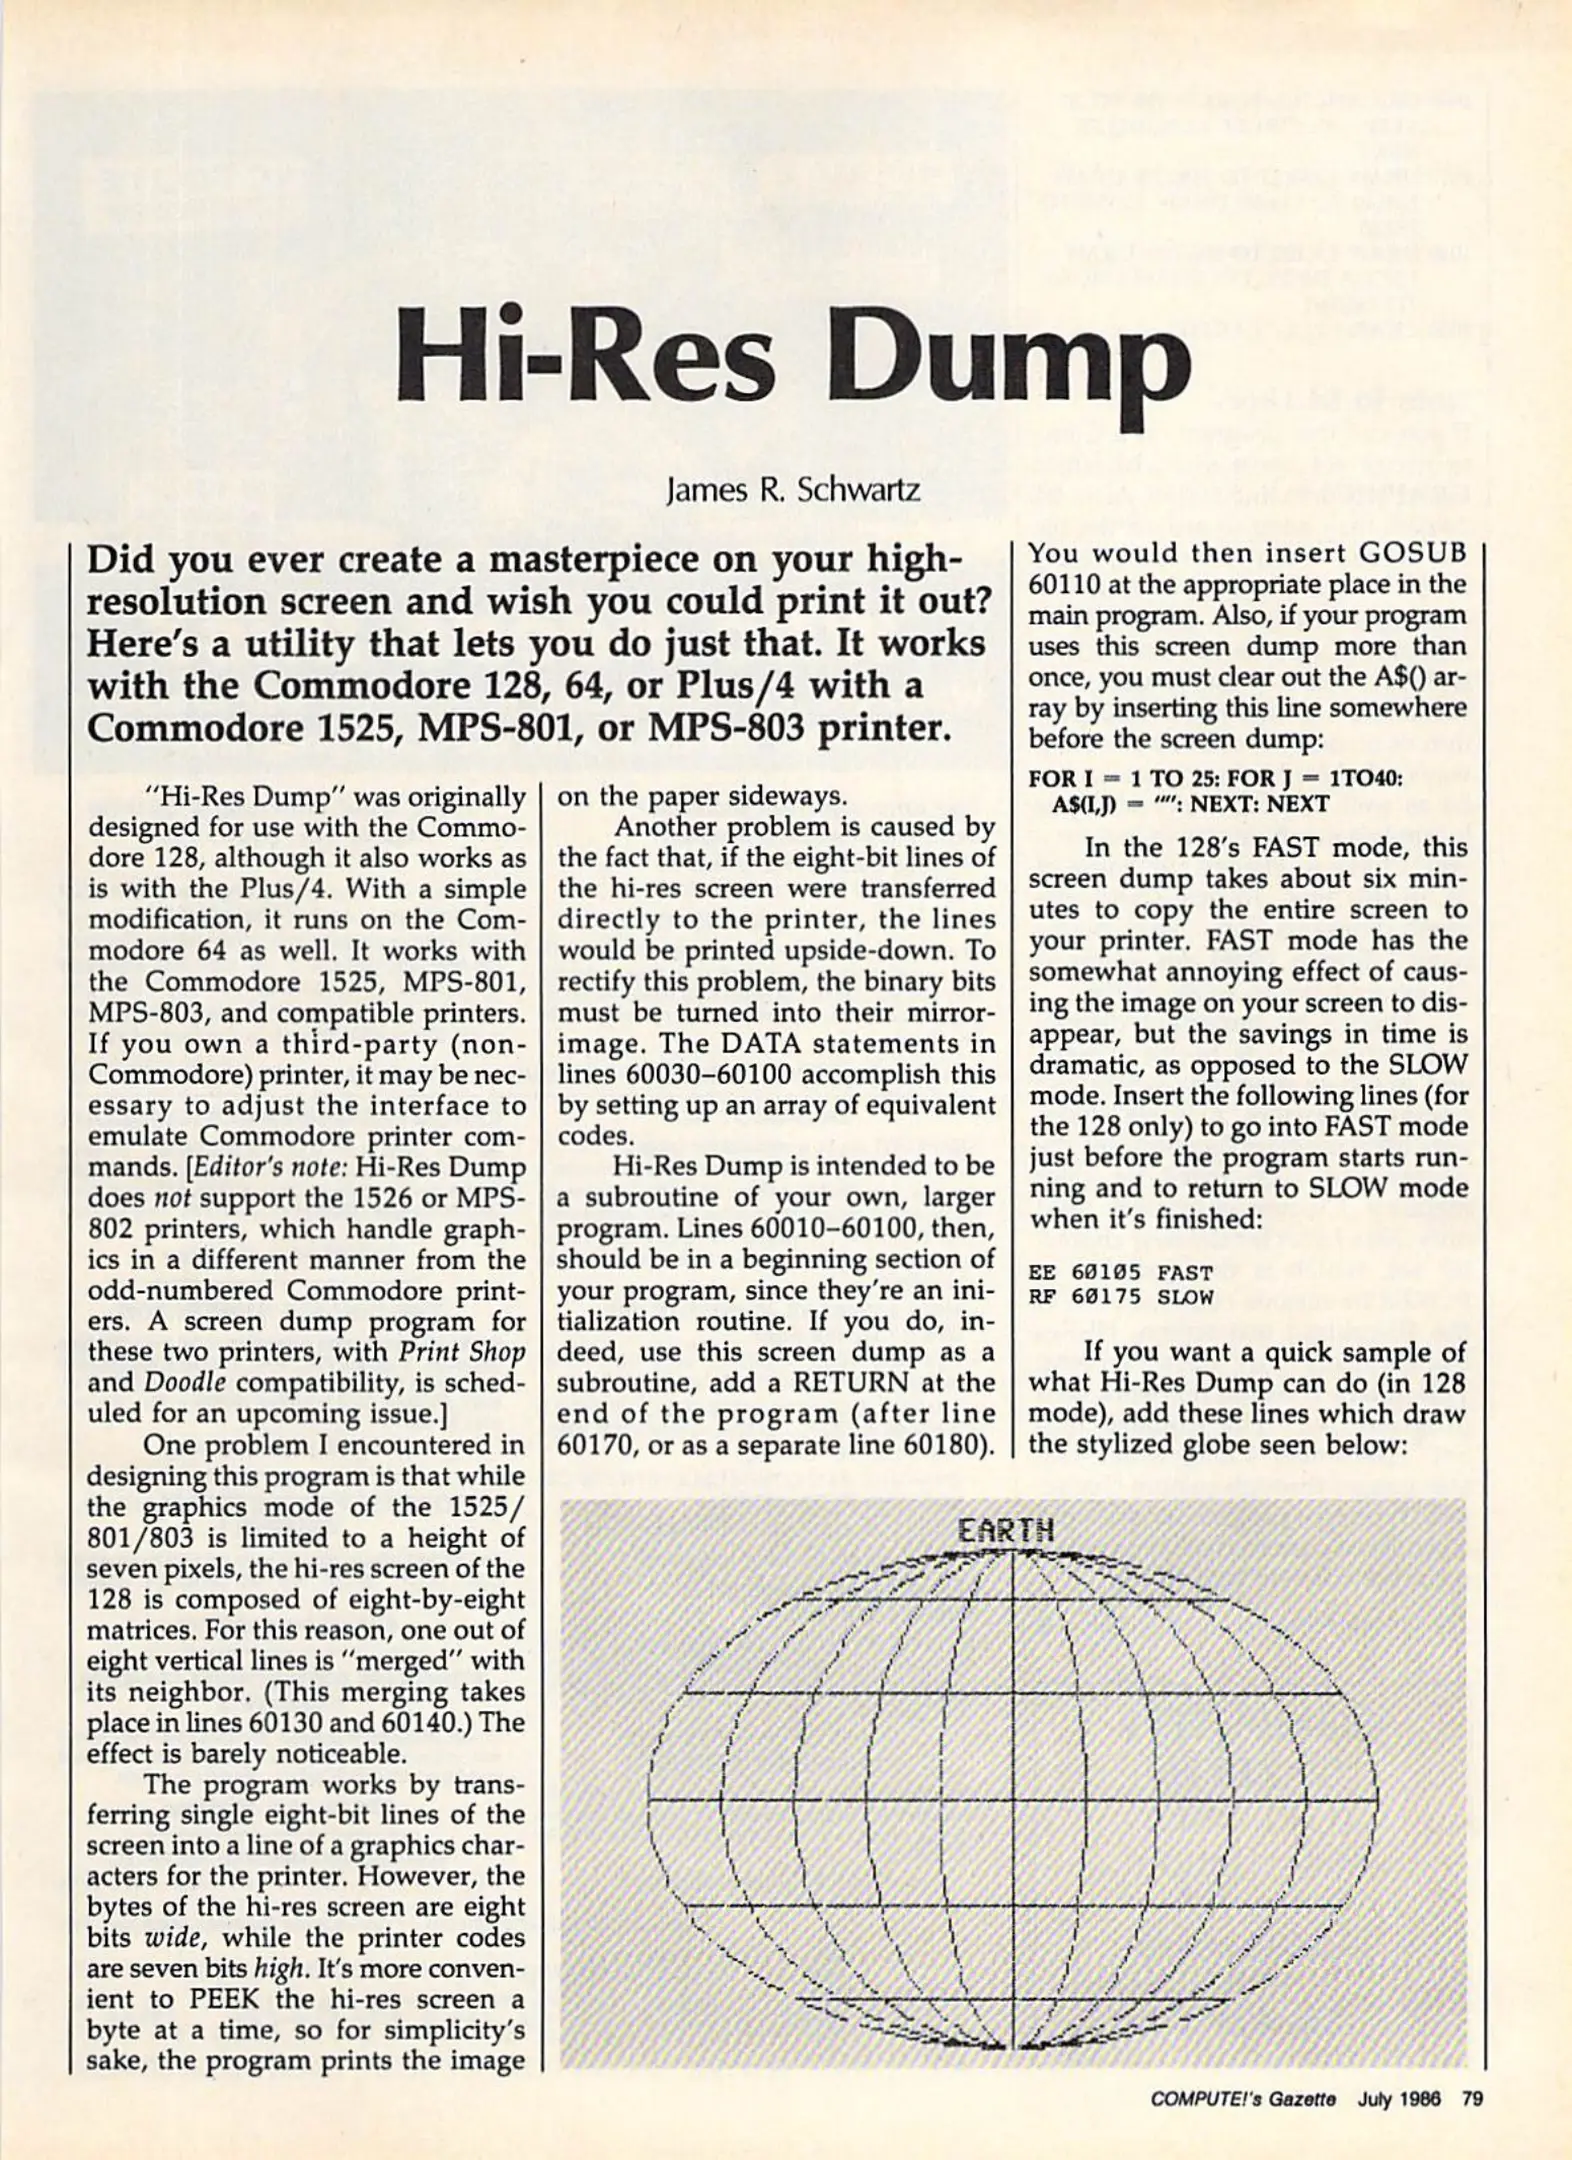 Hi-Res Dump
James R. Schwartz
Did you ever create a masterpiece on your high-
resolution screen and wish you could print it out?
Here's a utility that lets you do just that. It works
with the Commodore 128, 64, or Plus/4 with a
Commodore 1525, MPS-801, or MPS-803 printer.
"Hi-Res Dump" was originally
designed for use with the Commo-
dore 128, although it also works as
is with the Plus/4. With a simple
modification, it runs on the Com-
modore 64 as well. It works with
the Commodore 1525, MPS-801,
MPS-803, and compatible printers.
If you own a third-party (non-
Commodore) printer, it may be nec-
essary to adjust the interface to
emulate Commodore printer com-
mands. [Editor's note: Hi-Res Dump
does not support the 1526 or MPS-
802 printers, which handle graph-
ics in a different manner from the
odd-numbered Commodore print-
ers. A screen dump program for
these two printers, with Print Shop
and Doodle compatibility, is sched-
uled for an upcoming issue.]
One problem I encountered in
designing this program is that while
the graphics mode of the 1525/
801/803 is limited to a height of
seven pixels, the hi-res screen of the
128 is composed of eight-by-eight
matrices. For this reason, one out of
eight vertical lines is "merged" with
its neighbor. (This merging takes
place in lines 60130 and 60140.) The
effect is barely noticeable.
The program works by trans-
ferring single eight-bit lines of the
screen into a line of a graphics char-
acters for the printer. However, the
bytes of the hi-res screen are eight
bits wide, while the printer codes
are seven bits high. It's more conven-
ient to PEEK the hi-res screen a
byte at a time, so for simplicity's
sake, the program prints the image
on the paper sideways.
Another problem is caused by
the fact that, if the eight-bit lines of
the hi-res screen were transferred
directly to the printer, the lines
would be printed upside-down. To
rectify this problem, the binary bits
must be turned into their mirror-
image. The DATA statements in
lines 60030–60100 accomplish this
by setting up an array of equivalent
codes.
Hi-Res Dump is intended to be
a subroutine of your own, larger
program. Lines 60010–60100, then,
should be in a beginning section of
your program, since they're an ini-
tialization routine. If you do, in-
deed, use this screen dump as a
subroutine, add a RETURN at the
end of the program (after line
60170, or as a separate line 60180).
You would then insert GOSUB
60110 at the appropriate place in the
main program. Also, if your program
uses this screen dump more than
once, you must clear out the A$() ar-
ray by inserting this line somewhere
before the screen dump:
FOR I = 1 TO 25: FOR J = 1TO40:
A$(I,J) = "": NEXT: NEXT
In the 128's FAST mode, this
screen dump takes about six min-
utes to copy the entire screen to
your printer. FAST mode has the
somewhat annoying effect of caus-
ing the image on your screen to dis-
appear, but the savings in time is
dramatic, as opposed to the SLOW
mode. Insert the following lines (for
the 128 only) to go into FAST mode
just before the program starts run-
ning and to return to SLOW mode
when it's finished:
EE 60105 FAST
RF 60175 SLOW
If you want a quick sample of
what Hi-Res Dump can do (in 128
mode), add these lines which draw
the stylized globe seen below:
EARTH
COMPUTE!'s Gazette July 1986 79